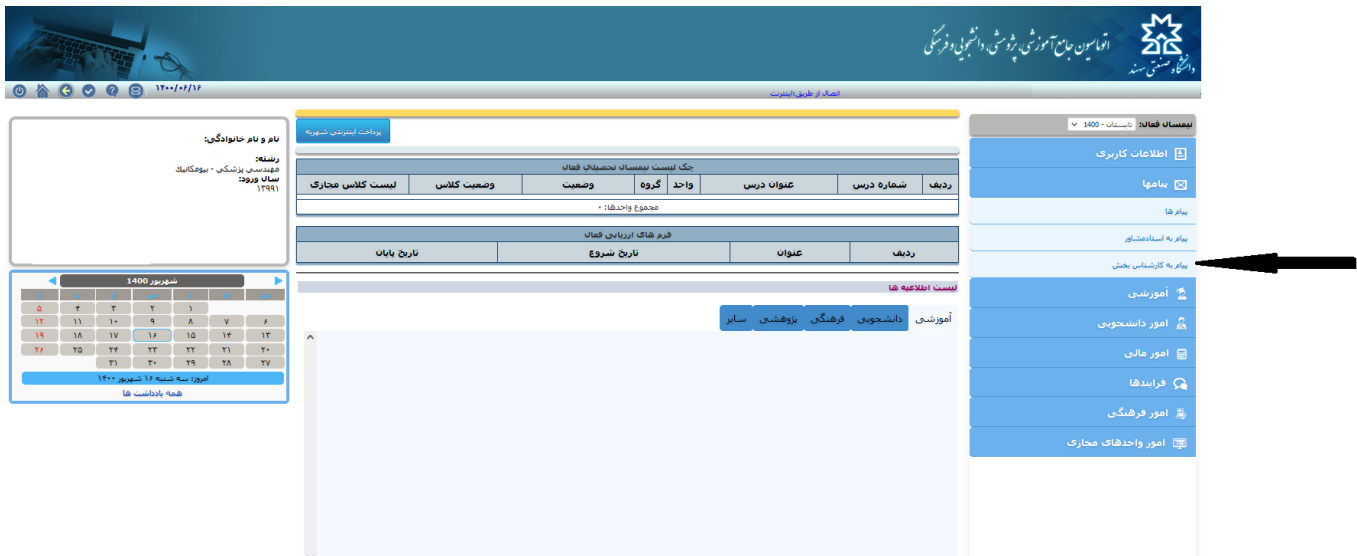 اتوماسیون جامع آموزشی، پژوهشی، دانشجویی و فرهنگی
دانشگاه صنعتی سهند
۱۴۰۰/۰۶/۱۶
اتصال از طریق:اینترنت
نیمسال فعال: تابستان - 1400
اطلاعات کاربری
پیامها
پیام ها
پیام به استادمشاور
پیام به کارشناس بخش
آموزشی
امور دانشجویی
امور مالی
فرایندها
امور فرهنگی
امور واحدهای مجازی
پرداخت اینترنتی شهریه
چک لیست نیمسال تحصیلی فعال
ردیف شماره درس عنوان درس واحد گروه وضعیت وضعیت کلاس لیست کلاس مجازی
مجموع واحدها: ۰
فرم های ارزیابی فعال
ردیف عنوان تاریخ شروع تاریخ پایان
لیست اطلاعیه ها
آموزشی دانشجویی فرهنگی پژوهشی سایر
نام و نام خانوادگی:
رشته:
مهندسی پزشکی - بیومکانیک
سال ورود:
۱۳۹۹۱
شهریور 1400
۱ ۲ ۳ ۴ ۵
۶ ۷ ۸ ۹ ۱۰ ۱۱ ۱۲
۱۳ ۱۴ ۱۵ ۱۶ ۱۷ ۱۸ ۱۹
۲۰ ۲۱ ۲۲ ۲۳ ۲۴ ۲۵ ۲۶
۲۷ ۲۸ ۲۹ ۳۰ ۳۱
امروز: سه شنبه ۱۶ شهریور ۱۴۰۰
همه یادداشت ها